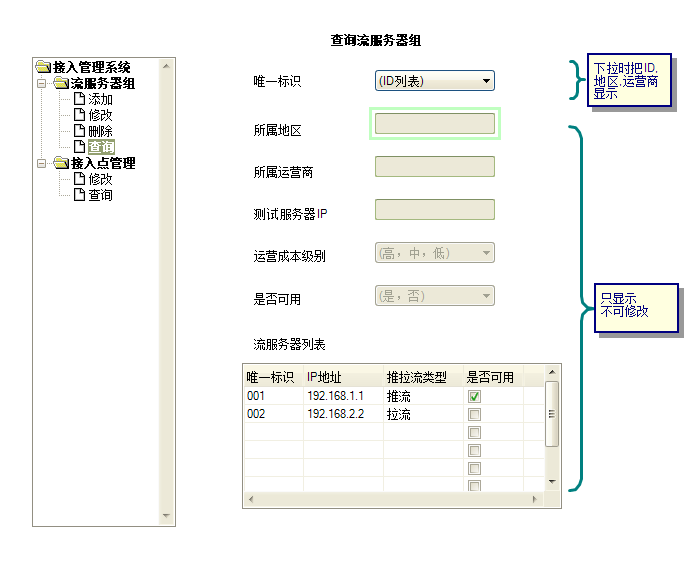 查询流服务器组
接入管理系统
流服务器组
添加
修改
删除
查询
接入点管理
修改
查询
唯一标识
(ID列表)
下拉时把ID.
地区.运营商
显示
所属地区
所属运营商
测试服务器IP
运营成本级别
(高，中，低)
是否可用
(是，否)
只显示
不可修改
流服务器列表
唯一标识 IP地址 推拉流类型 是否可用
001 192.168.1.1 推流
002 192.168.2.2 拉流